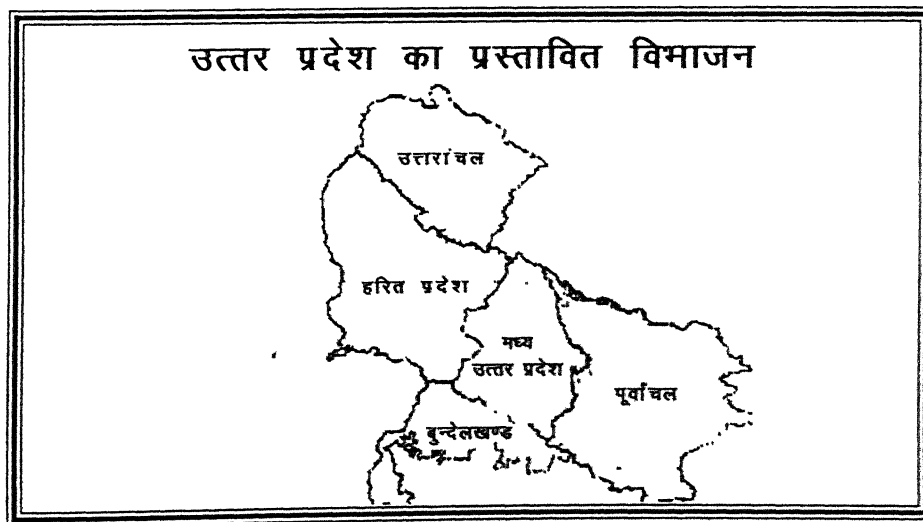 उत्तर प्रदेश का प्रस्तावित विभाजन
उत्तरांचल
हरित प्रदेश
मध्य
उत्तर प्रदेश
पूर्वांचल
बुन्देलखण्ड